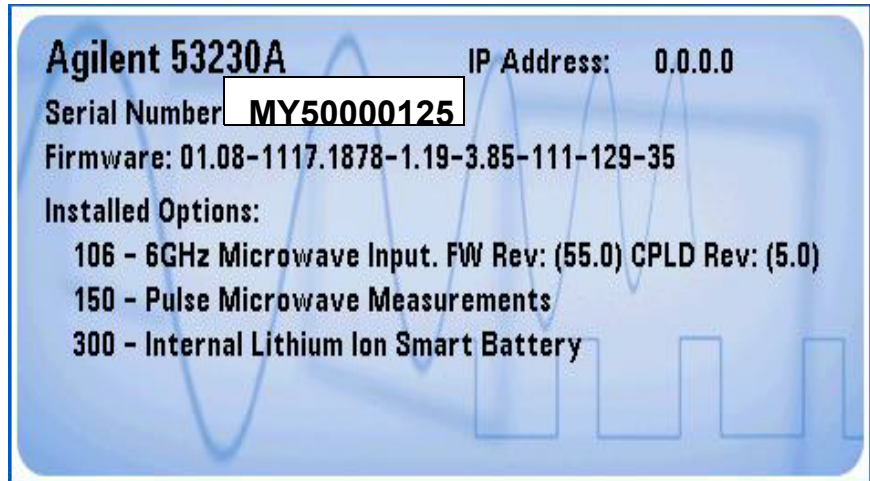 Agilent 53230A IP Address: 0.0.0.0
Serial Number MY50000125
Firmware: 01.08-1117.1878-1.19-3.85-111-129-35
Installed Options:
106 - 6GHz Microwave Input. FW Rev: (55.0) CPLD Rev: (5.0)
150 - Pulse Microwave Measurements
300 - Internal Lithium Ion Smart Battery